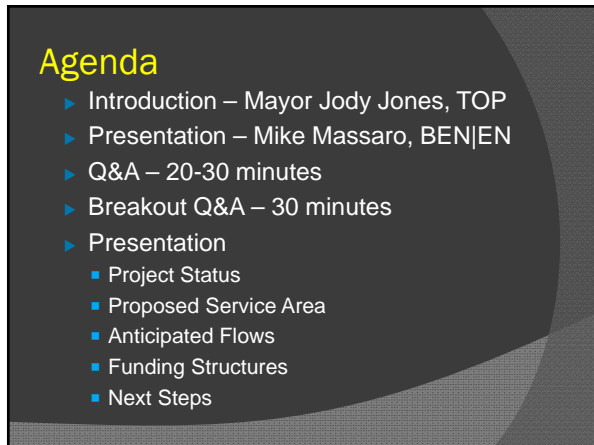 Agenda
Introduction – Mayor Jody Jones, TOP
Presentation – Mike Massaro, BEN|EN
Q&A – 20-30 minutes
Breakout Q&A – 30 minutes
Presentation
Project Status
Proposed Service Area
Anticipated Flows
Funding Structures
Next Steps